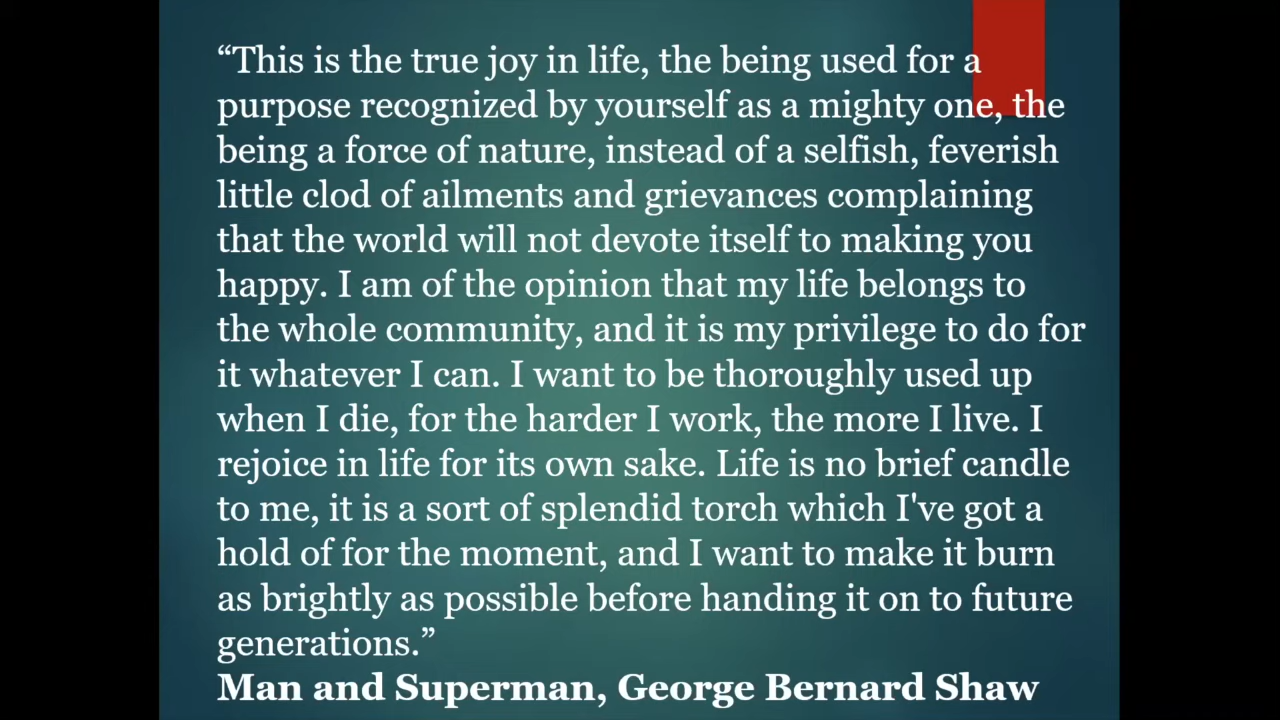 “This is the true joy in life, the being used for a
purpose recognized by yourself as a mighty one, the
being a force of nature, instead of a selfish, feverish
little clod of ailments and grievances complaining
that the world will not devote itself to making you
happy. I am of the opinion that my life belongs to
the whole community, and it is my privilege to do for
it whatever I can. I want to be thoroughly used up
when I die, for the harder I work, the more I live. I
rejoice in life for its own sake. Life is no brief candle
to me, it is a sort of splendid torch which I've got a
hold of for the moment, and I want to make it burn
as brightly as possible before handing it on to future
generations.”
Man and Superman, George Bernard Shaw